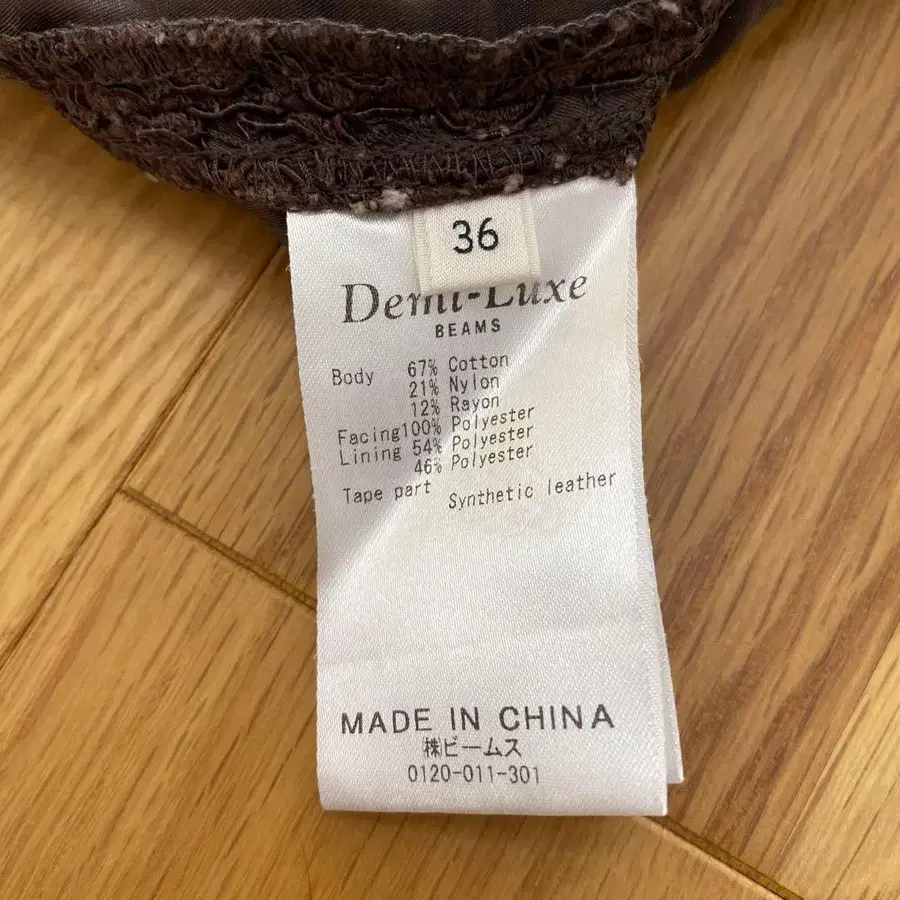 36
Demi-Luxe
BEAMS
Body 67% Cotton
21% Nylon
12% Rayon
Facing100% Polyester
Lining 54% Polyester
46% Polyester
Tape part Synthetic leather
MADE IN CHINA
㈱ビームス
0120-011-301